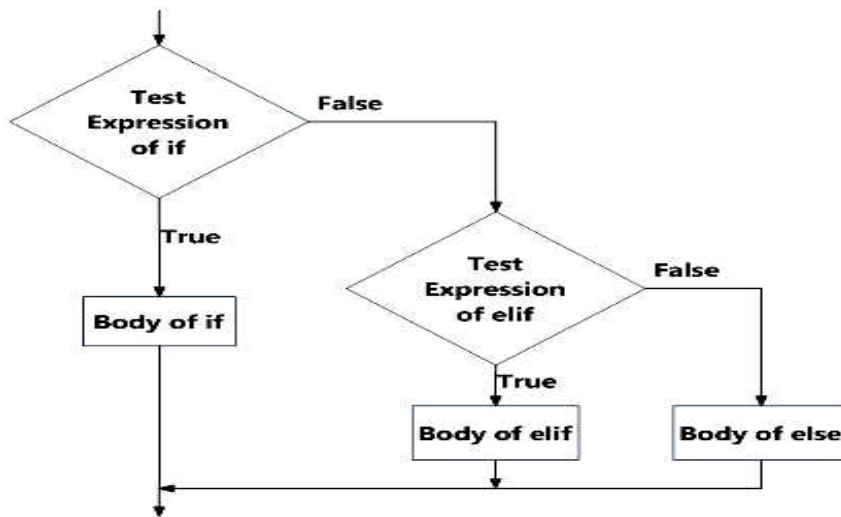 Test
Expression
of if
False
True
Body of if
Test
Expression
of elif
False
True
Body of elif
Body of else